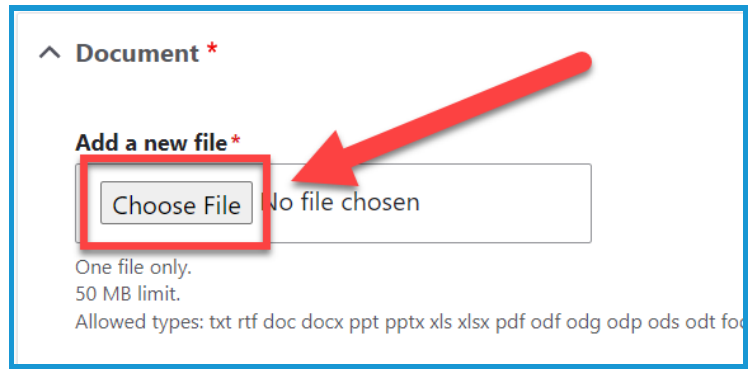 Document *
Add a new file*
Choose File No file chosen
One file only.
50 MB limit.
Allowed types: txt rtf doc docx ppt pptx xls xlsx pdf odf odg odp ods odt